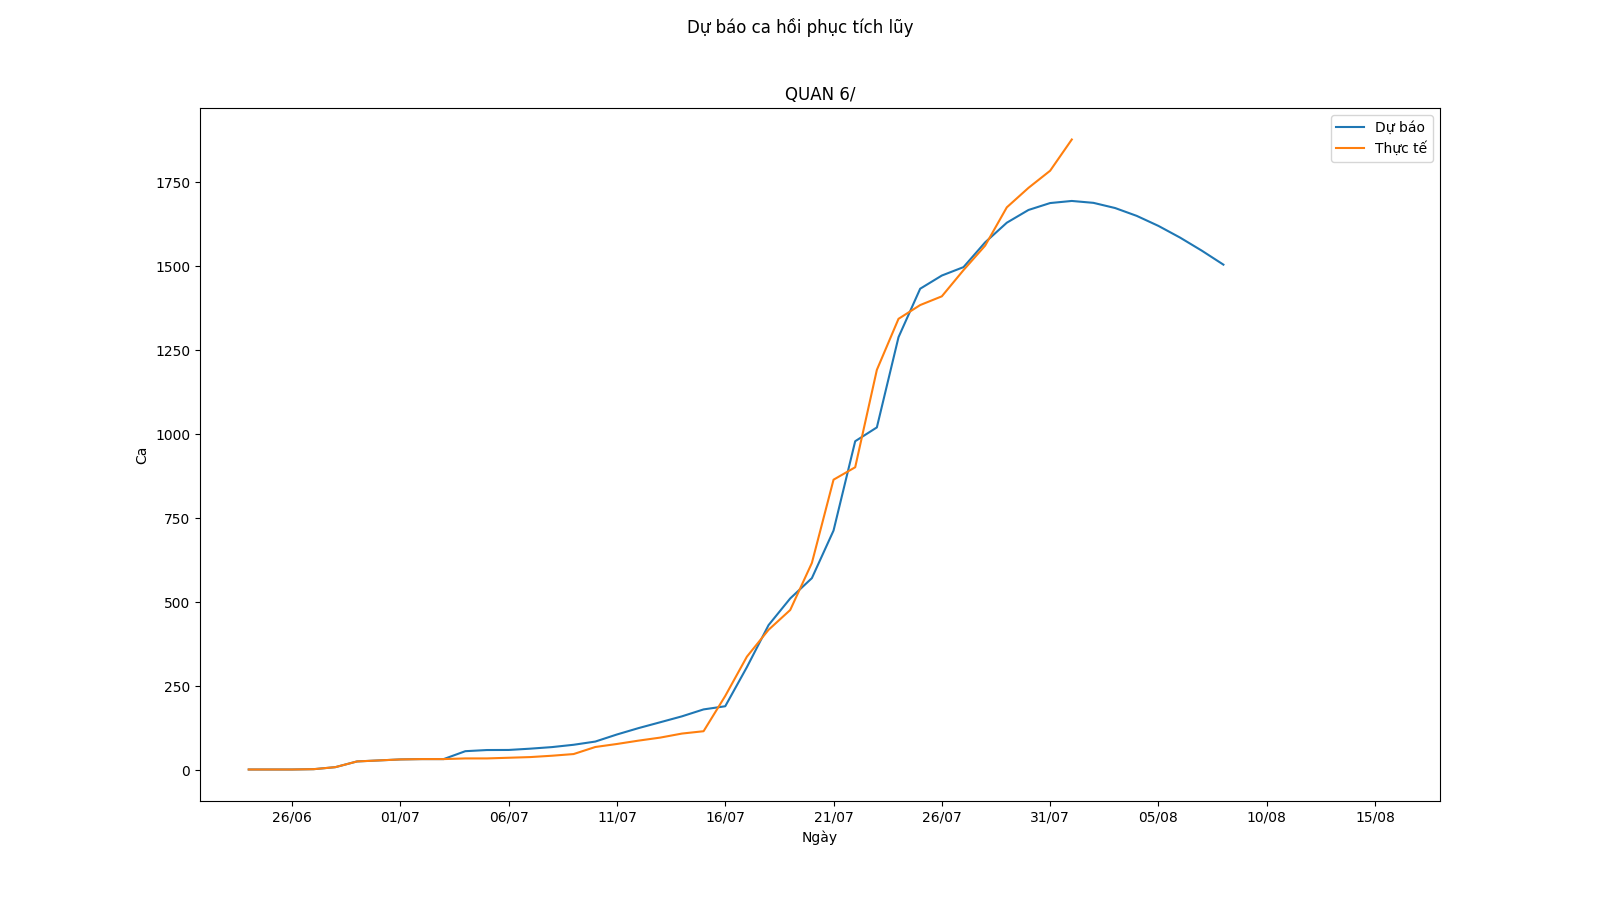 Dự báo ca hồi phục tích lũy
QUAN 6/
Dự báo
Thực tế
1750
1500
1250
1000
750
500
250
0
Ca
26/06 01/07 06/07 11/07 16/07 21/07 26/07 31/07 05/08 10/08 15/08
Ngày